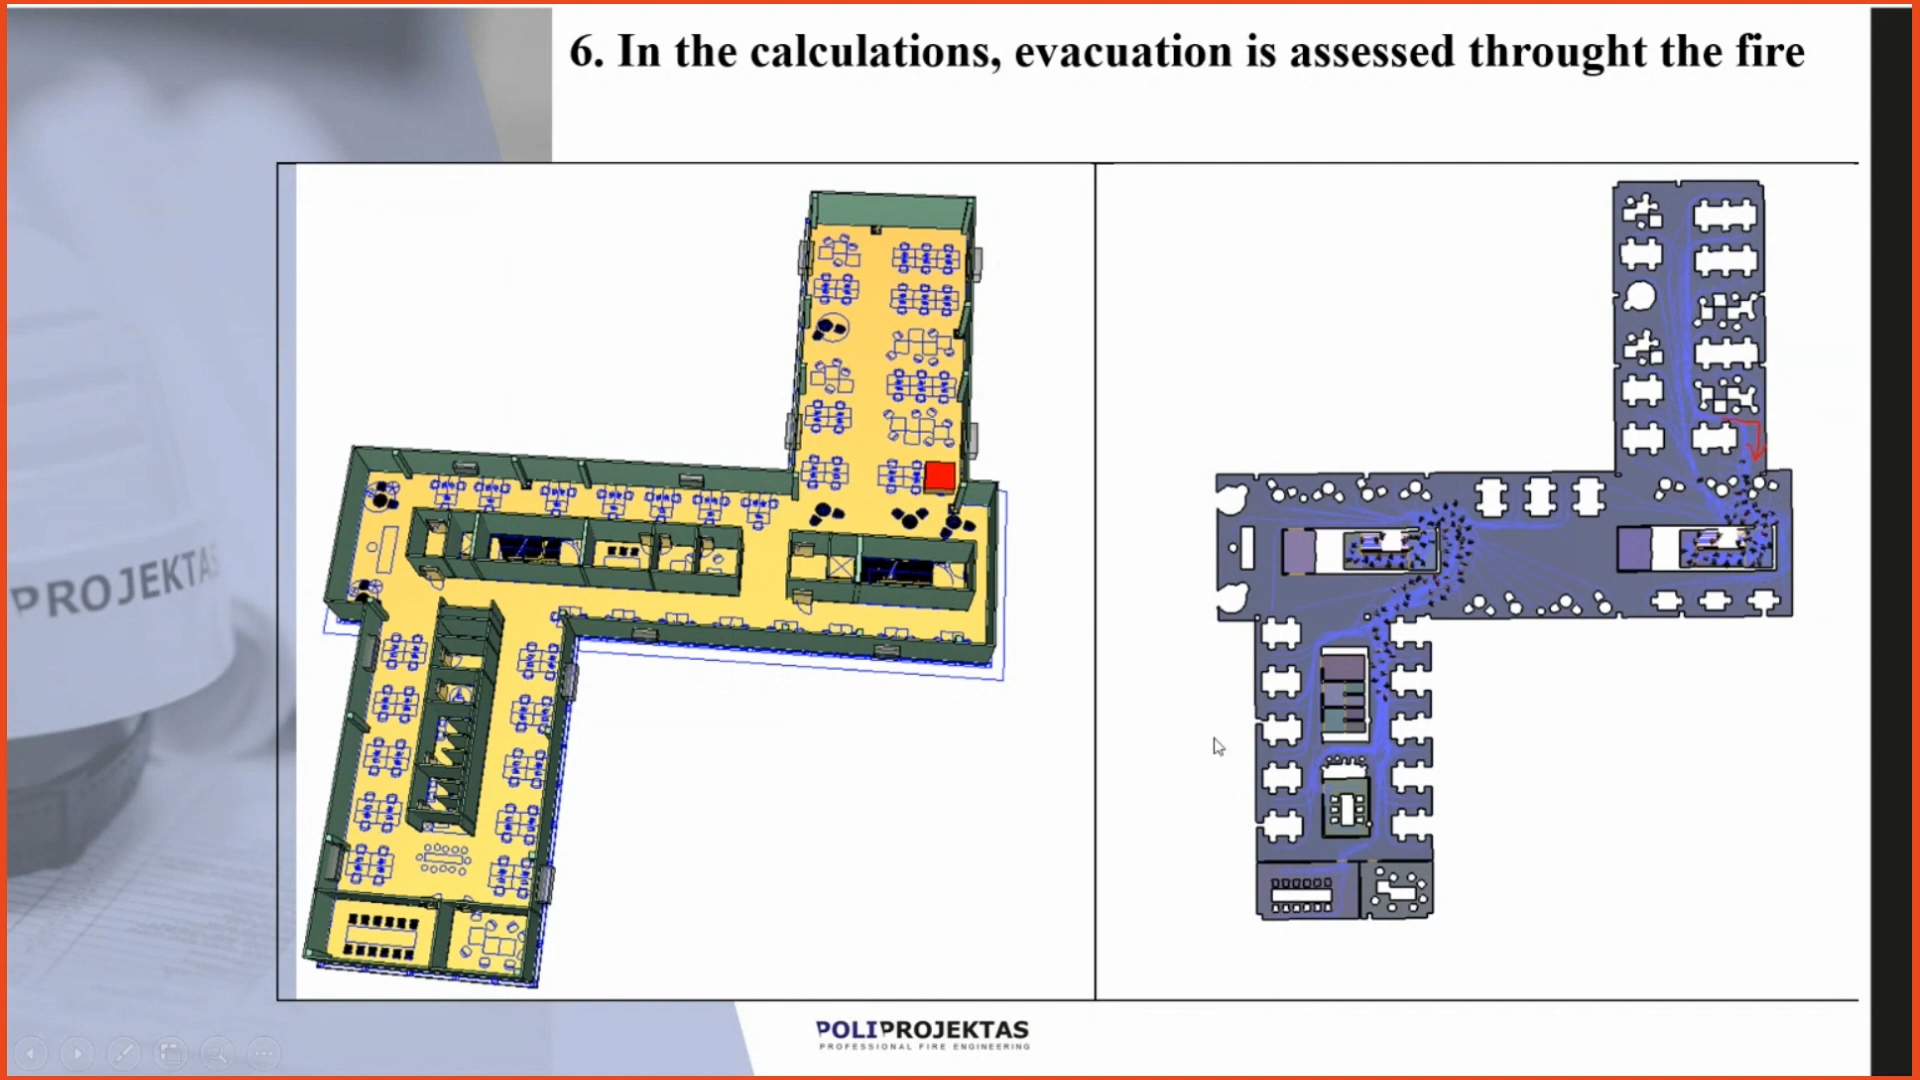 6. In the calculations, evacuation is assessed throught the fire
PROJEKTAS
POLIPROJEKTAS
PROFESSIONAL FIRE ENGINEERING